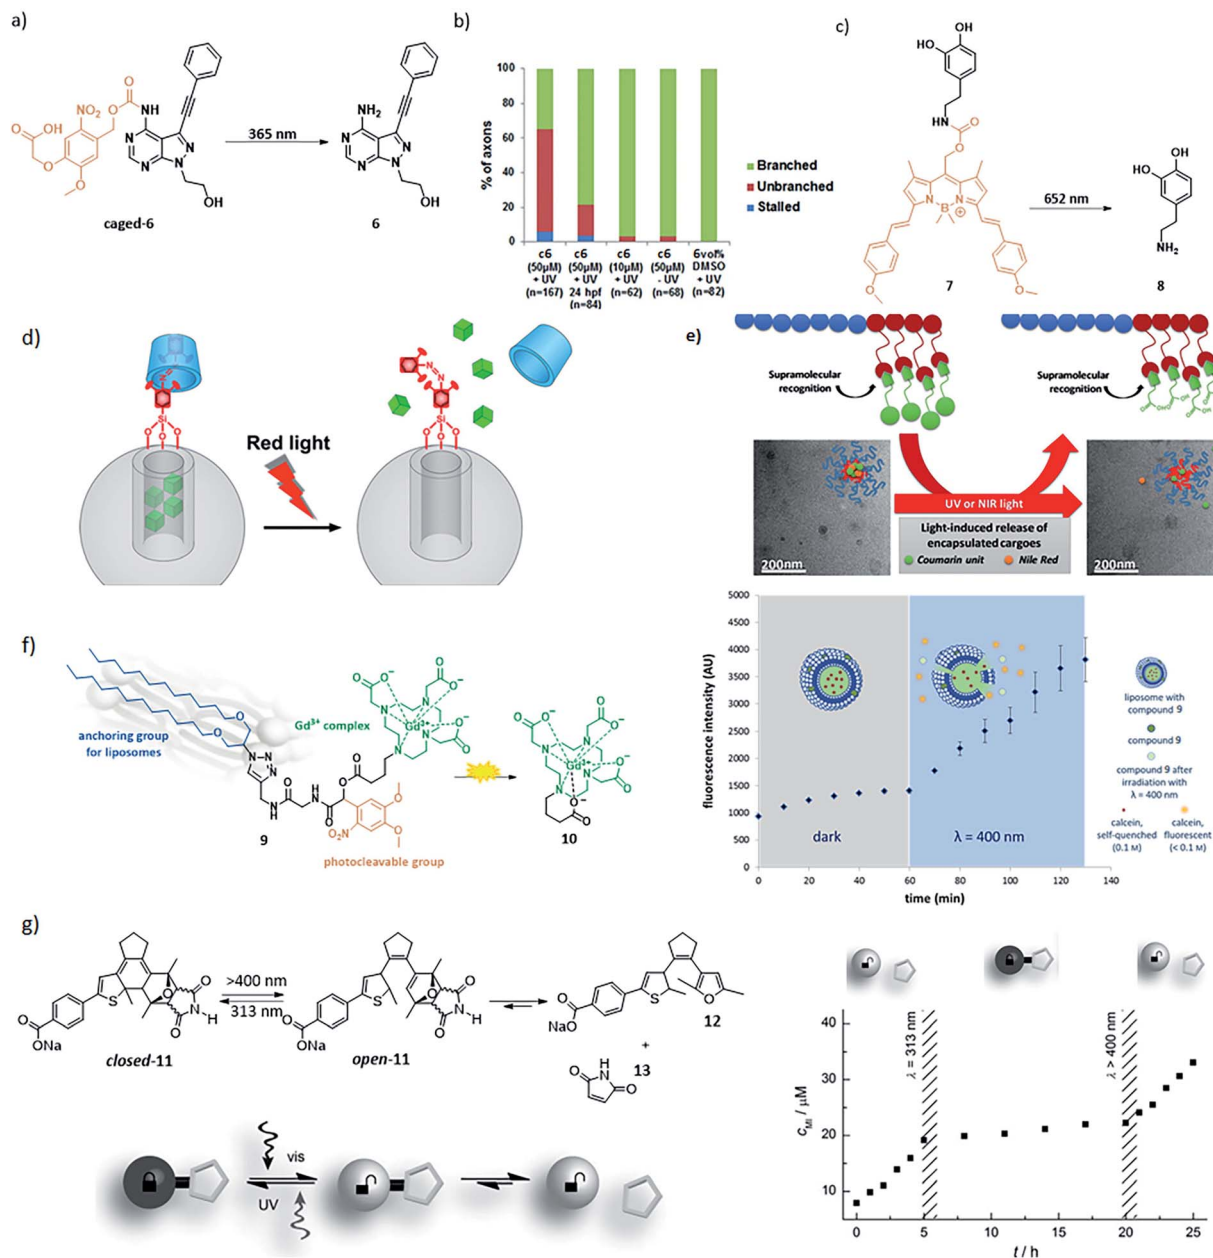 a)
O
NO₂
O
NH
OH
O
O
N
N
N
N
OH
caged-6
365 nm
NH₂
N
N
N
N
OH
6
b)
% of axons
100
80
60
40
20
0
c6
(50µM)
+ UV
(n=167)
c6
(50µM)
+ UV
24 hpf
(n=84)
c6
(10µM)
+ UV
(n=62)
c6
(50µM)
- UV
(n=68)
6vol%
DMSO
+ UV
(n=82)
Branched
Unbranched
Stalled
c)
HO
OH
HN
O
O
N
B
N
⊕
O
O
7
652 nm
HO
OH
NH₂
8
d)
N
N
Si
O
O
O
Red light
N
N
Si
O
O
O
e)
Supramolecular
recognition
Supramolecular
recognition
UV or NIR light
Light-induced release of
encapsulated cargoes
Coumarin unit
Nile Red
200nm
200nm
f)
anchoring group
for liposomes
O
O
N
N
N
N
H
O
H
N
O
O
O
O₂N
O
O
9
photocleavable group
Gd³⁺ complex
Gd³⁺
10
Gd³⁺
fluorescence intensity (AU)
5000
4500
4000
3500
3000
2500
2000
1500
1000
500
0
dark
λ = 400 nm
0
20
40
60
80
100
120
140
time (min)
liposome with
compound 9
compound 9
compound 9 after
irradiation with
λ = 400 nm
calcein,
self-quenched
(0.1 M)
calcein,
fluorescent
(< 0.1 M)
g)
S
O
O
N-H
O
O
ONa
closed-11
>400 nm
313 nm
S
O
O
N-H
O
O
ONa
open-11
S
O
O
NaO
12
+
H
N
O
O
13
vis
UV
c MI / µM
40
30
20
10
λ = 313 nm
λ > 400 nm
0
5
10
15
20
25
t / h